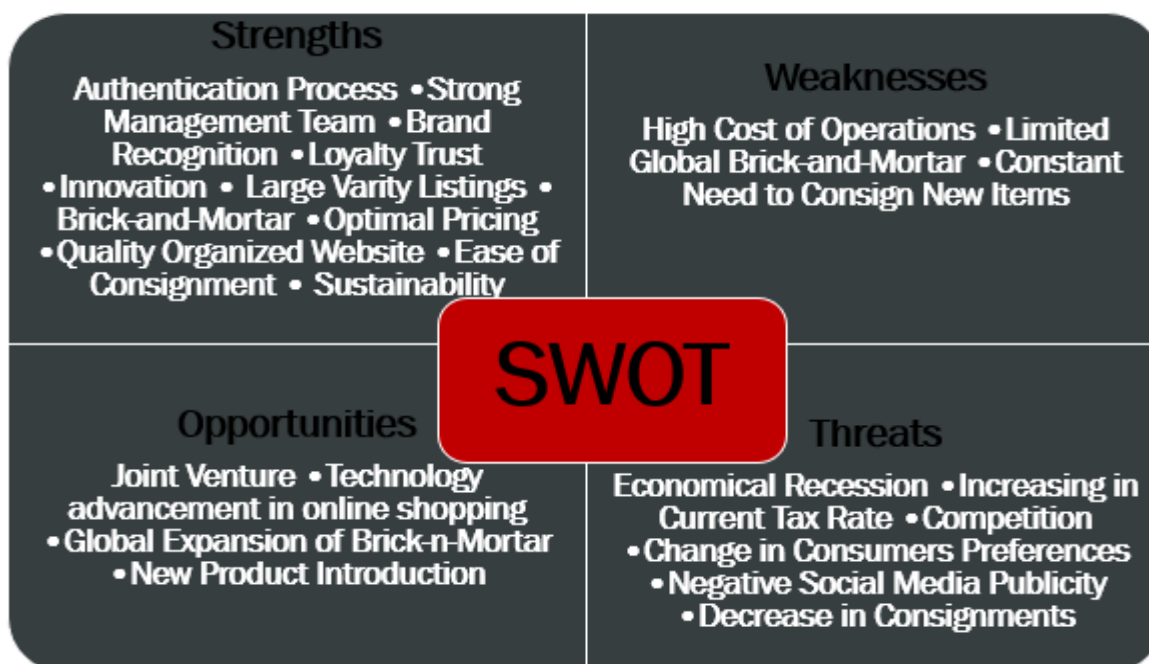 Strengths
Authentication Process •Strong
Management Team •Brand
Recognition •Loyalty Trust
•Innovation • Large Varity Listings •
Brick-and-Mortar •Optimal Pricing
•Quality Organized Website •Ease of
Consignment • Sustainability
Weaknesses
High Cost of Operations •Limited
Global Brick-and-Mortar •Constant
Need to Consign New Items
SWOT
Opportunities
Joint Venture •Technology
advancement in online shopping
•Global Expansion of Brick-n-Mortar
•New Product Introduction
Threats
Economical Recession •Increasing in
Current Tax Rate •Competition
•Change in Consumers Preferences
•Negative Social Media Publicity
•Decrease in Consignments